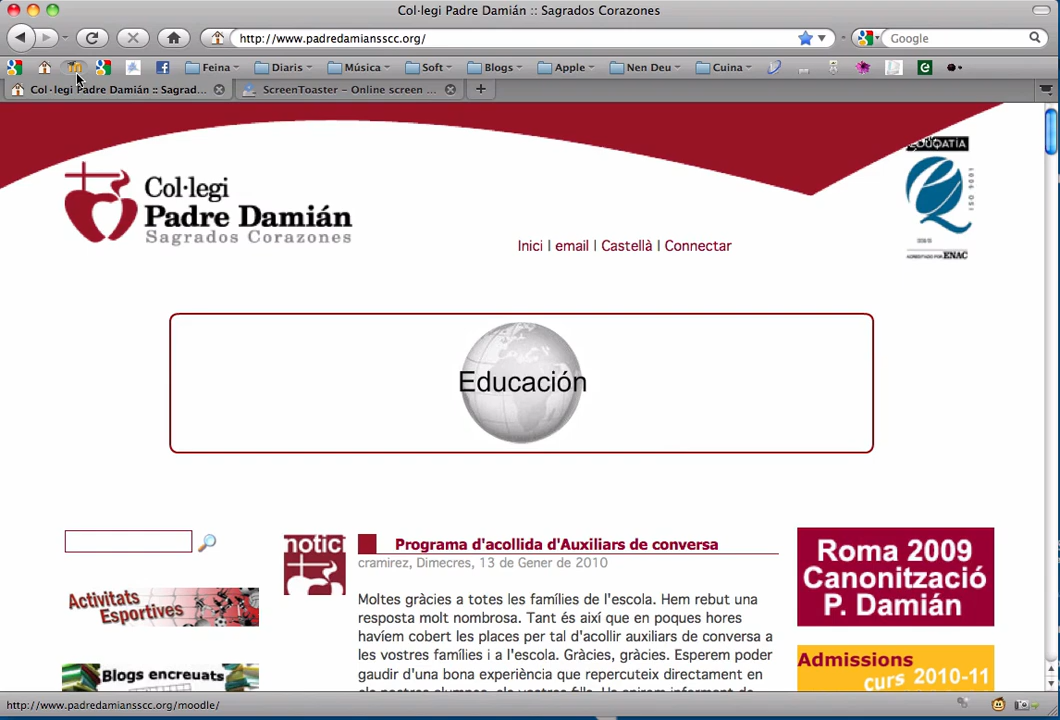 Col·legi Padre Damián :: Sagrados Corazones
http://www.padredamiansscc.org/
Google
Feina
Diaris
Música
Soft
Blogs
Apple
Nen Deu
Cuina
Col·legi Padre Damián :: Sagrad...
ScreenToaster – Online screen ...
Col·legi
Padre Damián
Sagrados Corazones
Inici | email | Castellà | Connectar
ISO 9001
ENAC
Educación
notic
Programa d'acollida d'Auxiliars de conversa
cramirez, Dimecres, 13 de Gener de 2010
Moltes gràcies a totes les famílies de l'escola. Hem rebut una
resposta molt nombrosa. Tant és així que en poques hores
havíem cobert les places per tal d'acollir auxiliars de conversa a
les vostres famílies i a l'escola. Gràcies, gràcies. Esperem poder
gaudir d'una bona experiència que repercuteix directament en
Activitats
Esportives
Blogs encreuats
Roma 2009
Canonització
P. Damián
Admissions
curs 2010-11
http://www.padredamiansscc.org/moodle/